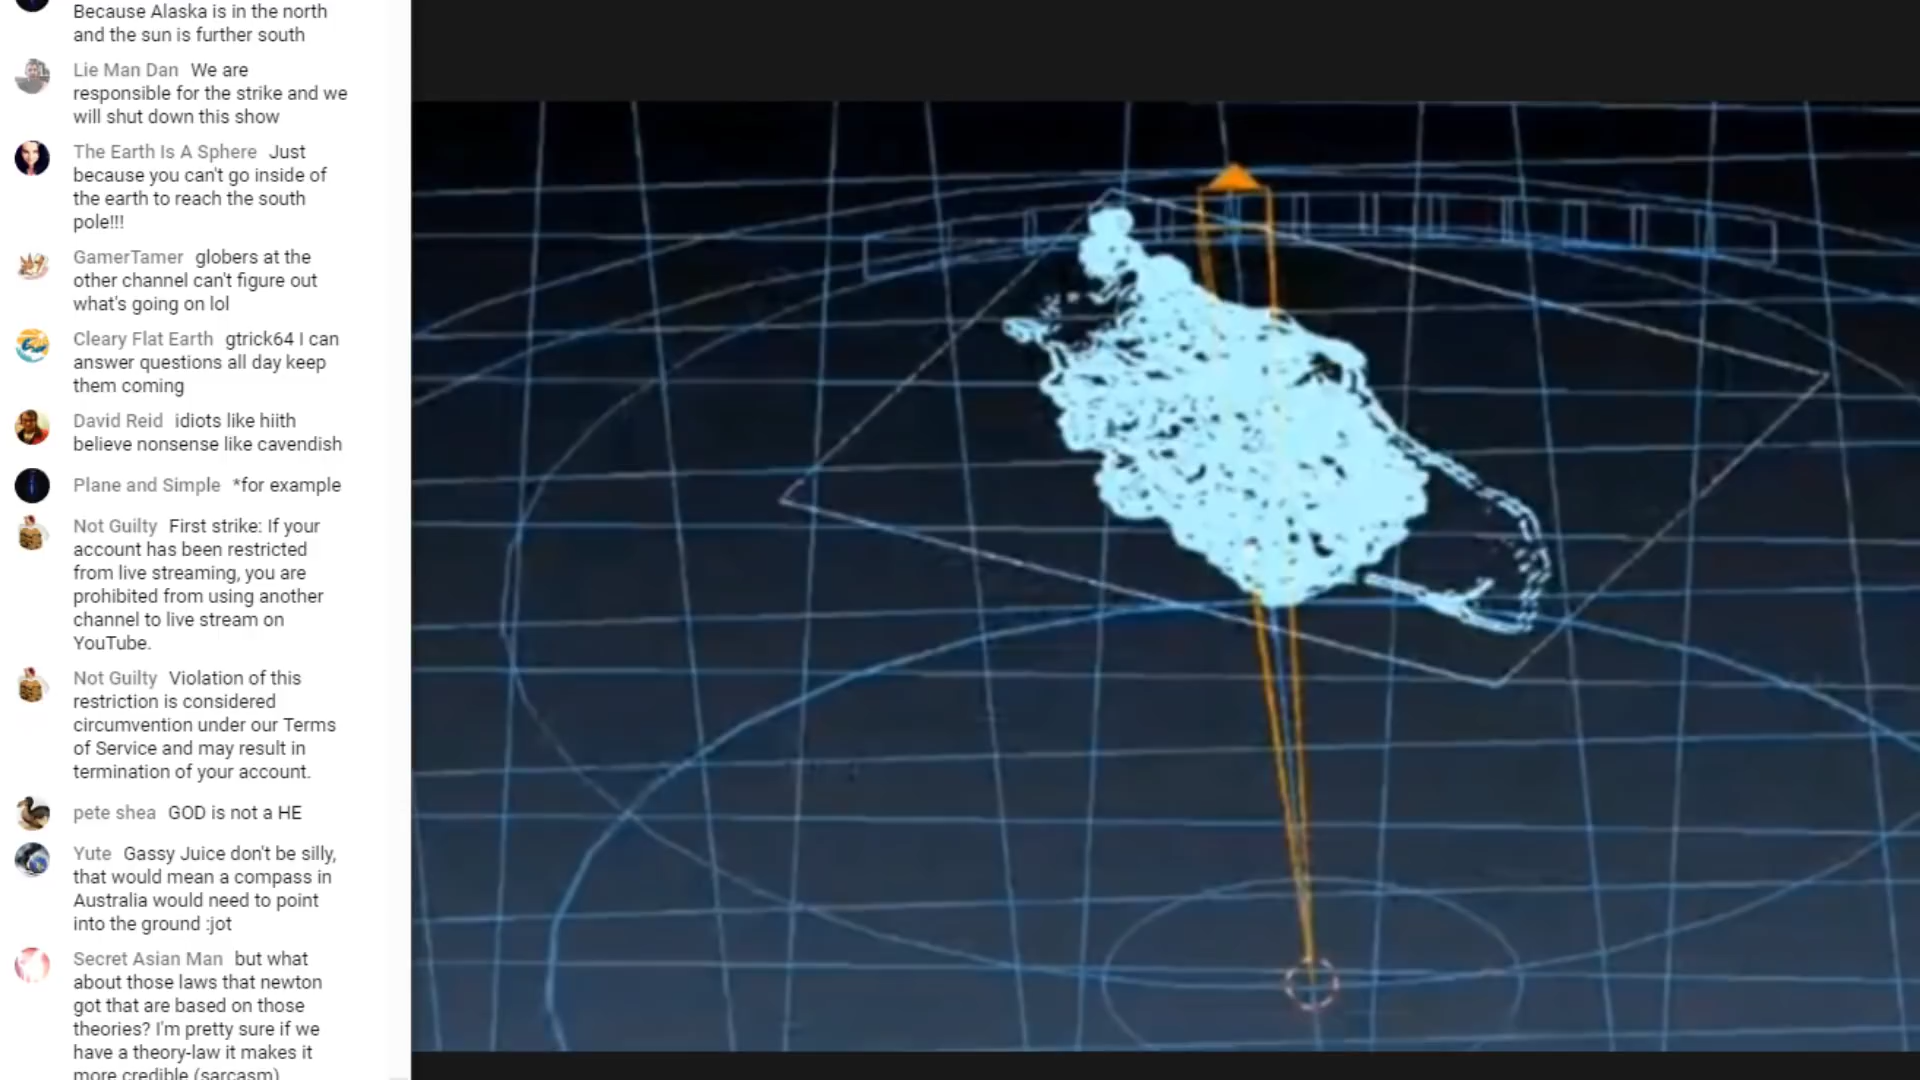 Because Alaska is in the north
and the sun is further south
Lie Man Dan We are
responsible for the strike and we
will shut down this show
The Earth Is A Sphere Just
because you can't go inside of
the earth to reach the south
pole!!!
GamerTamer globers at the
other channel can't figure out
what's going on lol
Cleary Flat Earth gtrick64 I can
answer questions all day keep
them coming
David Reid idiots like hiith
believe nonsense like cavendish
Plane and Simple *for example
Not Guilty First strike: If your
account has been restricted
from live streaming, you are
prohibited from using another
channel to live stream on
YouTube.
Not Guilty Violation of this
restriction is considered
circumvention under our Terms
of Service and may result in
termination of your account.
pete shea GOD is not a HE
Yute Gassy Juice don't be silly,
that would mean a compass in
Australia would need to point
into the ground :jot
Secret Asian Man but what
about those laws that newton
got that are based on those
theories? I'm pretty sure if we
have a theory-law it makes it
more credible (sarcasm)